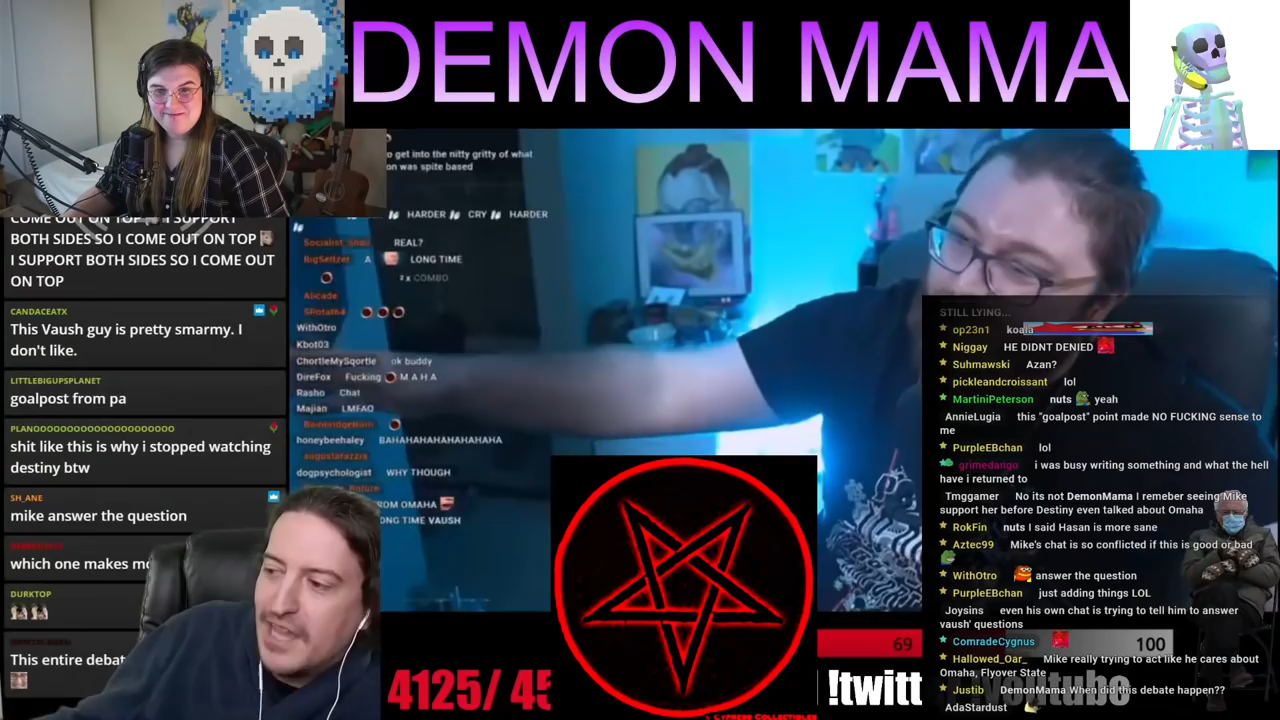 DEMON MAMA
COME OUT ON TOP I SUPPORT
BOTH SIDES SO I COME OUT ON TOP
I SUPPORT BOTH SIDES SO I COME OUT
ON TOP
CANDACEATX
This Vaush guy is pretty smarmy. I
don't like.
LITTLEBIGUPSPLANET
goalpost from pa
PLANOOOOOOOOOOOOOOOOOOOOO
shit like this is why i stopped watching
destiny btw
SH_ANE
mike answer the question
which one makes mo
DURKTOP
This entire debat
o get into the nitty gritty of what
on was spite based
HARDER CRY HARDER
REAL?
BigSeltzer A LONG TIME
2x COMBO
Alicade
WithOtro
Kbot03
ChortleMySqortle ok buddy
DireFox Fucking M A H A
Rasho Chat
Majian LMFAO
honeybeehaley BAHAHAHAHAHAHAHA
dogpsychologist WHY THOUGH
ROM OMAHA
ONG TIME VAUSH
STILL LYING...
op23n1 koala
Niggay HE DIDNT DENIED
Suhmawski Azan?
pickleandcroissant lol
MartiniPeterson nuts yeah
AnnieLugia this "goalpost" point made NO FUCKING sense to
me
PurpleEBchan lol
grimedango i was busy writing something and what the hell
have i returned to
Tmggamer No its not DemonMama I remeber seeing Mike
support her before Destiny even talked about Omaha
RokFin nuts I said Hasan is more sane
Aztec99 Mike's chat is so conflicted if this is good or bad
WithOtro answer the question
PurpleEBchan just adding things LOL
Joysins even his own chat is trying to tell him to answer
vaush' questions
ComradeCygnus
Hallowed_Oar_ Mike really trying to act like he cares about
Omaha, Flyover State
Justib DemonMama When did this debate happen??
AdaStardust
69
100
4125/ 45
!twitt
youtube
CYPRESS COLLECTIBLES